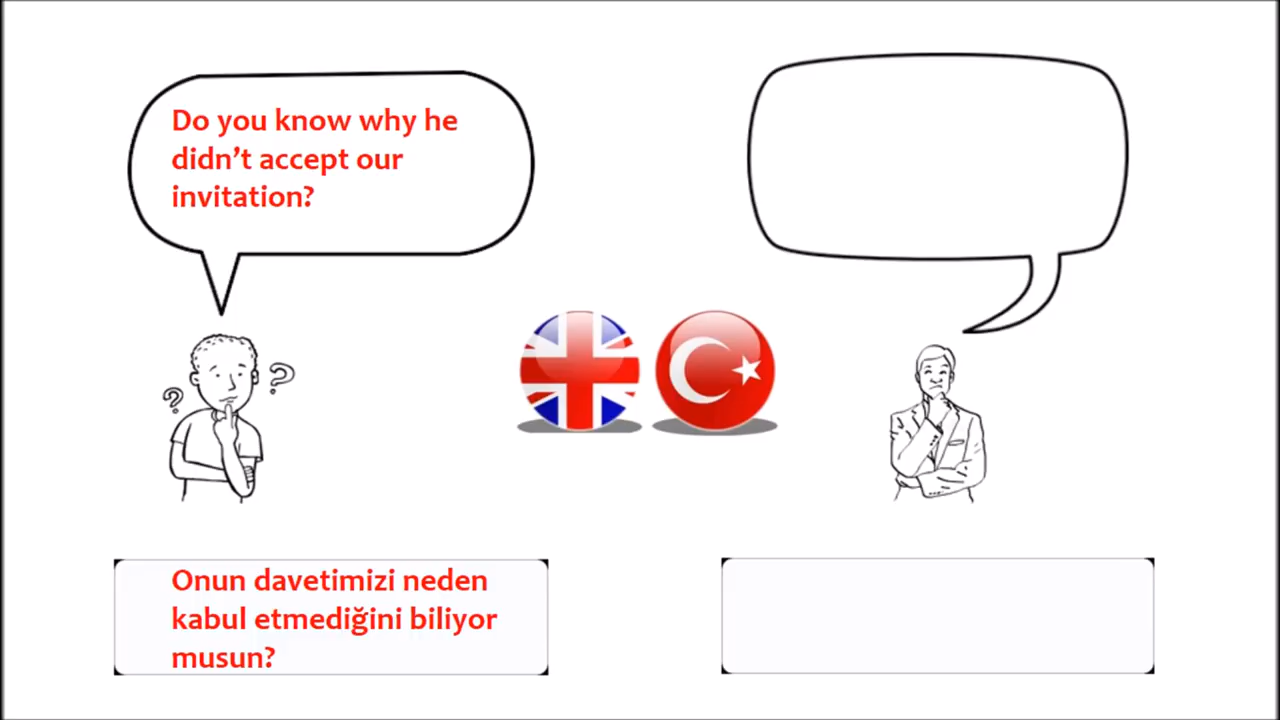 Do you know why he
didn’t accept our
invitation?
Onun davetimizi neden
kabul etmediğini biliyor
musun?